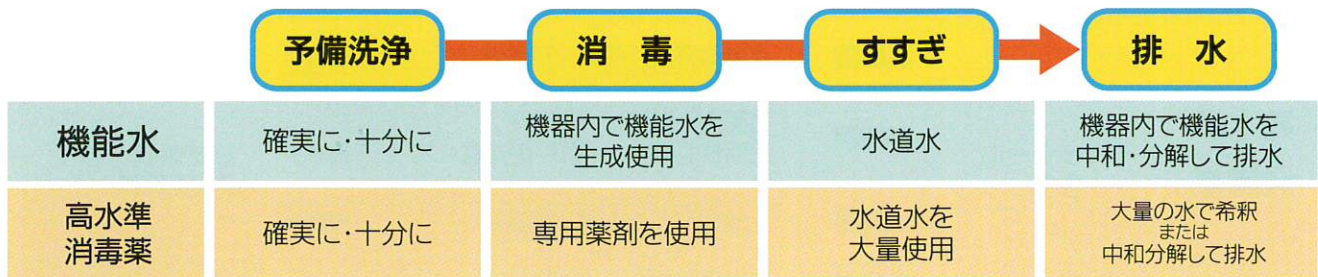 予備洗浄
消 毒
すすぎ
排 水
機能水
確実に・十分に
機器内で機能水を
生成使用
水道水
機器内で機能水を
中和・分解して排水
高水準
消毒薬
確実に・十分に
専用薬剤を使用
水道水を
大量使用
大量の水で希釈
または
中和分解して排水